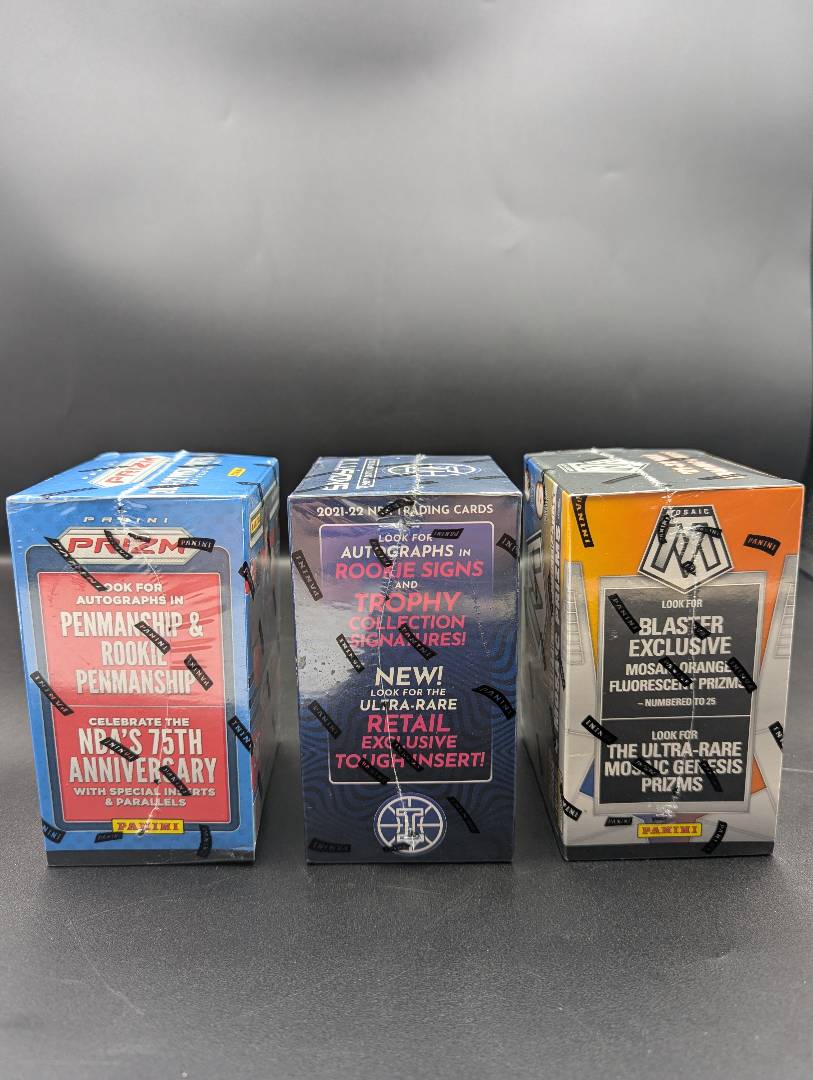 PRIZM
PANINI
PRIZM
LOOK FOR
AUTOGRAPHS IN
PENMANSHIP &
ROOKIE
PENMANSHIP
CELEBRATE THE
NBA'S 75TH
ANNIVERSARY
WITH SPECIAL INSERTS
& PARALLELS
PANINI
ILLUSIONS
2021-22 NBA TRADING CARDS
LOOK FOR
AUTOGRAPHS IN
ROOKIE SIGNS
AND
TROPHY
COLLECTION
SIGNATURES!
NEW!
LOOK FOR THE
ULTRA-RARE
RETAIL
EXCLUSIVE
TOUGH INSERT!
MOSAIC
LOOK FOR
BLASTER
EXCLUSIVE
MOSAIC ORANGE
FLUORESCENT PRIZMS
– NUMBERED TO 25
LOOK FOR
THE ULTRA-RARE
MOSAIC GENESIS
PRIZMS
PANINI